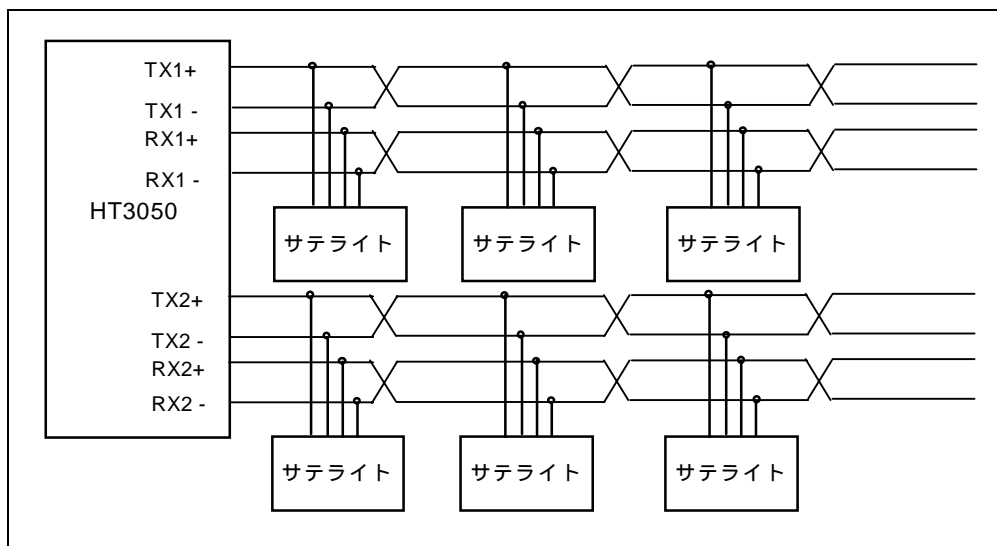 TX1+
TX1 -
RX1+
RX1 -
HT3050
サテライト サテライト サテライト
TX2+
TX2 -
RX2+
RX2 -
サテライト サテライト サテライト